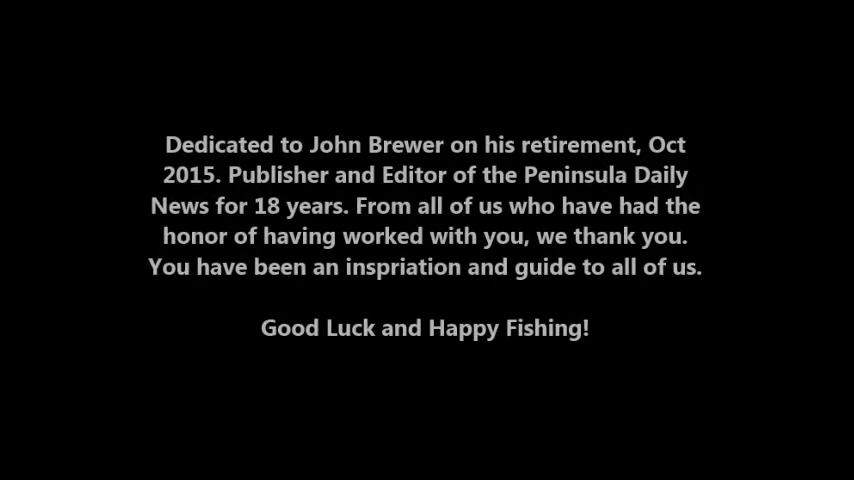 Dedicated to John Brewer on his retirement, Oct
2015. Publisher and Editor of the Peninsula Daily
News for 18 years. From all of us who have had the
honor of having worked with you, we thank you.
You have been an inspriation and guide to all of us.
Good Luck and Happy Fishing!